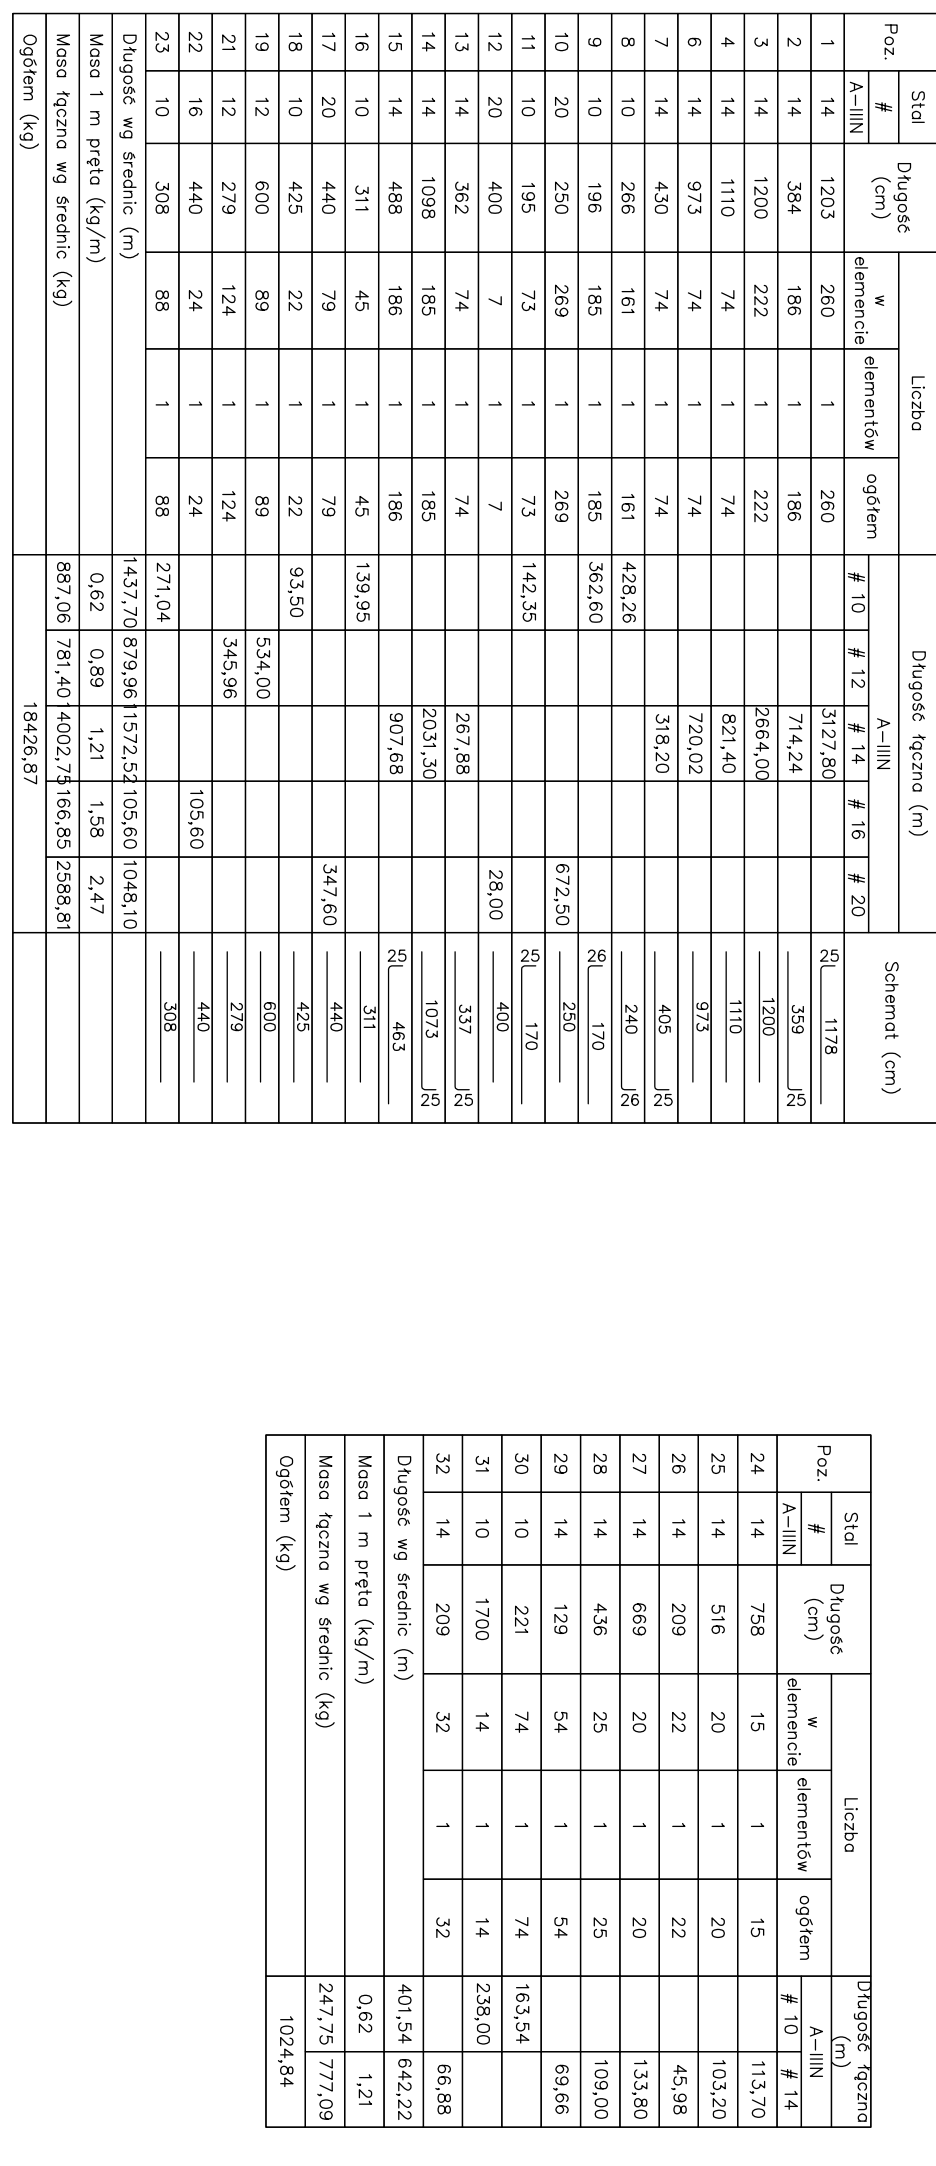 Poz. Stal Długość (cm) Liczba Długość łączna (m) Schemat (cm)
# A-IIIN w elemencie elementów ogółem A-IIIN
# 10 # 12 # 14 # 16 # 20
1 14 1203 260 1 260 3127,80 25 1178
2 14 384 186 1 186 714,24 359 25
3 14 1200 222 1 222 2664,00 1200
4 14 1110 74 1 74 821,40 1110
6 14 973 74 1 74 720,02 973
7 14 430 74 1 74 318,20 405 25
8 10 266 161 1 161 428,26 240 26
9 10 196 185 1 185 362,60 26 170
10 20 250 269 1 269 672,50 250
11 10 195 73 1 73 142,35 25 170
12 20 400 7 1 7 28,00 400
13 14 362 74 1 74 267,88 337 25
14 14 1098 185 1 185 2031,30 1073 25
15 14 488 186 1 186 907,68 25 463
16 10 311 45 1 45 139,95 311
17 20 440 79 1 79 347,60 440
18 10 425 22 1 22 93,50 425
19 12 600 89 1 89 534,00 600
21 12 279 124 1 124 345,96 279
22 16 440 24 1 24 105,60 440
23 10 308 88 1 88 271,04 308
Długość wg średnic (m) 1437,70 879,96 11572,52 105,60 1048,10
Masa 1 m pręta (kg/m) 0,62 0,89 1,21 1,58 2,47
Masa łączna wg średnic (kg) 887,06 781,40 14002,75 166,85 2588,81
Ogółem (kg) 18426,87
Poz. Stal Długość (cm) Liczba Długość łączna (m)
# A-IIIN w elemencie elementów ogółem A-IIIN
# 10 # 14
24 14 758 15 1 15 113,70
25 14 516 20 1 20 103,20
26 14 209 22 1 22 45,98
27 14 669 20 1 20 133,80
28 14 436 25 1 25 109,00
29 14 129 54 1 54 69,66
30 10 221 74 1 74 163,54
31 10 1700 14 1 14 238,00
32 14 209 32 1 32 66,88
Długość wg średnic (m) 401,54 642,22
Masa 1 m pręta (kg/m) 0,62 1,21
Masa łączna wg średnic (kg) 247,75 777,09
Ogółem (kg) 1024,84